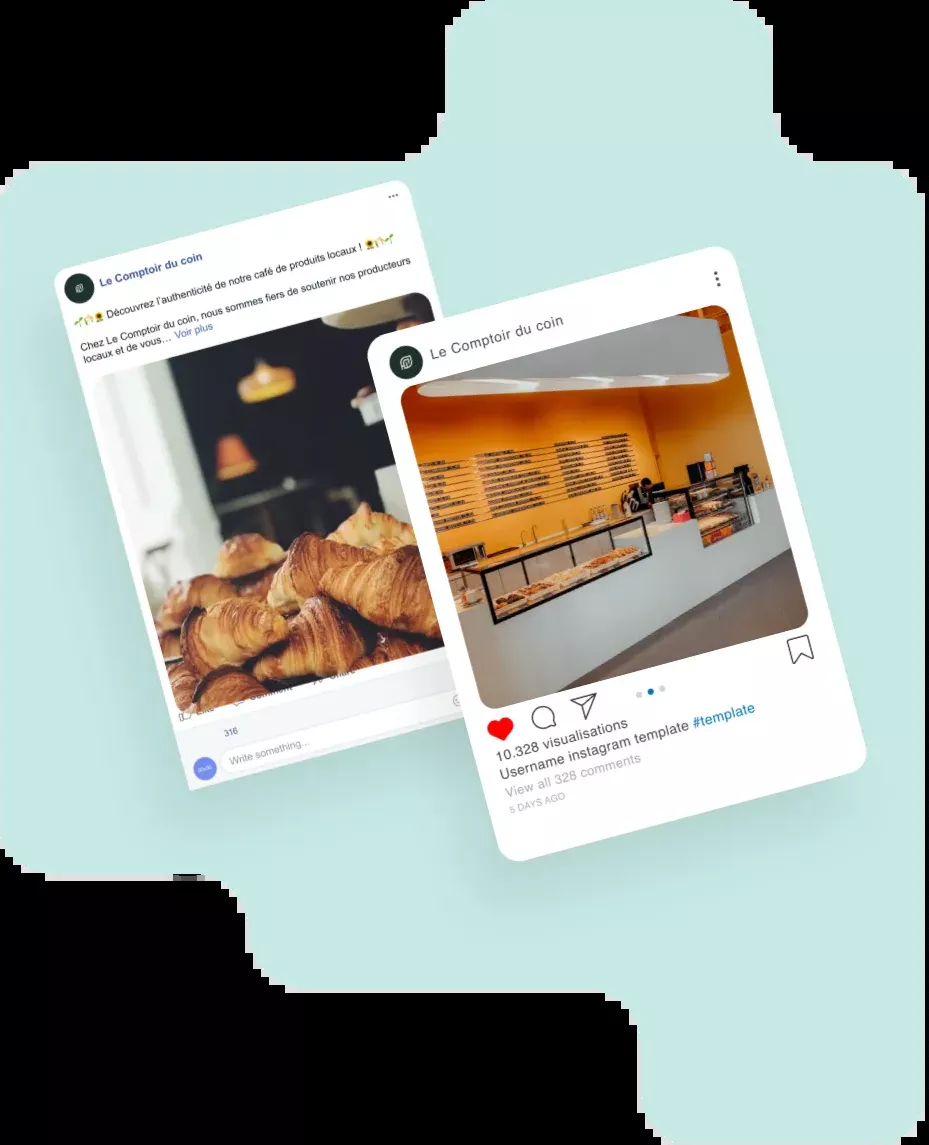 Le Comptoir du coin
🌱🌾🌻 Découvrez l'authenticité de notre café de produits locaux ! 🌻🌾🌱
Chez Le Comptoir du coin, nous sommes fiers de soutenir nos producteurs
locaux et de vous... Voir plus
316
Write something...
Le Comptoir du coin
10.328 visualisations
Username instagram template #template
View all 328 comments
5 DAYS AGO